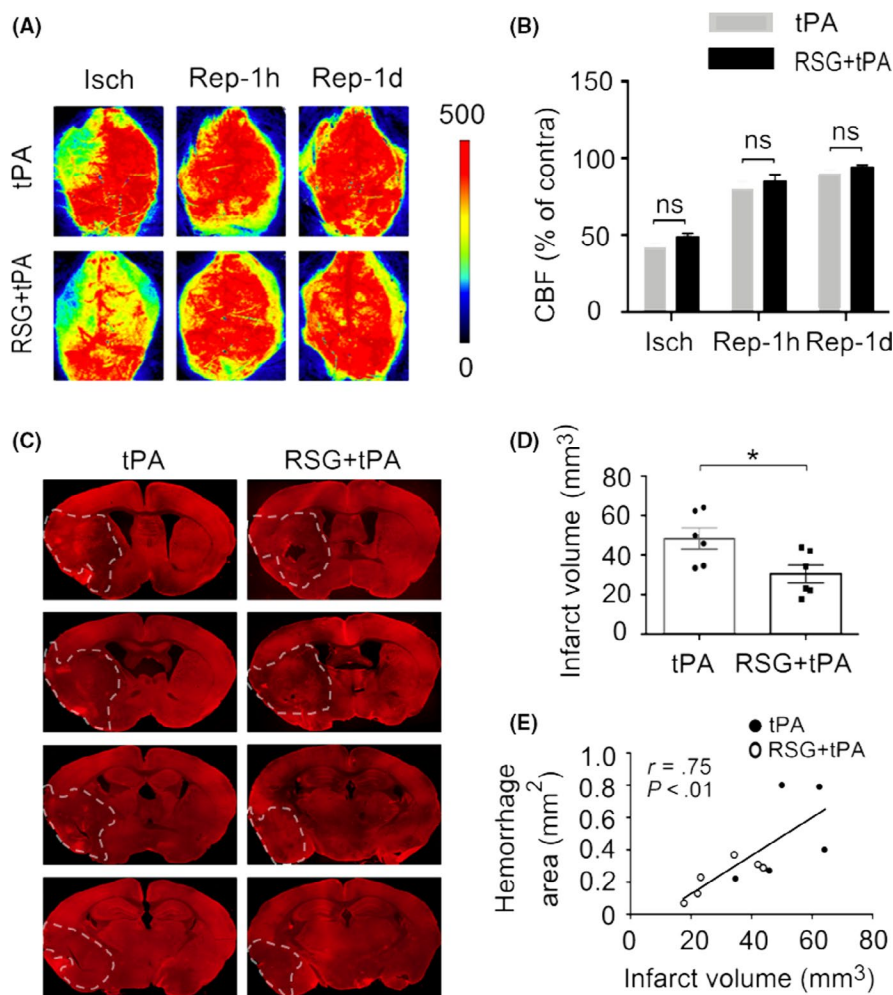 (A)
Isch Rep-1h Rep-1d
tPA
RSG+tPA
500
0
(B)
tPA
RSG+tPA
CBF (% of contra)
150
100
50
0
ns
ns
ns
Isch Rep-1h Rep-1d
(C)
tPA RSG+tPA
(D)
Infarct volume (mm³)
80
60
40
20
0
*
tPA RSG+tPA
(E)
tPA
RSG+tPA
r = .75
P < .01
Hemorrhage
area (mm²)
1.0
0.8
0.6
0.4
0.2
0
0 20 40 60 80
Infarct volume (mm³)